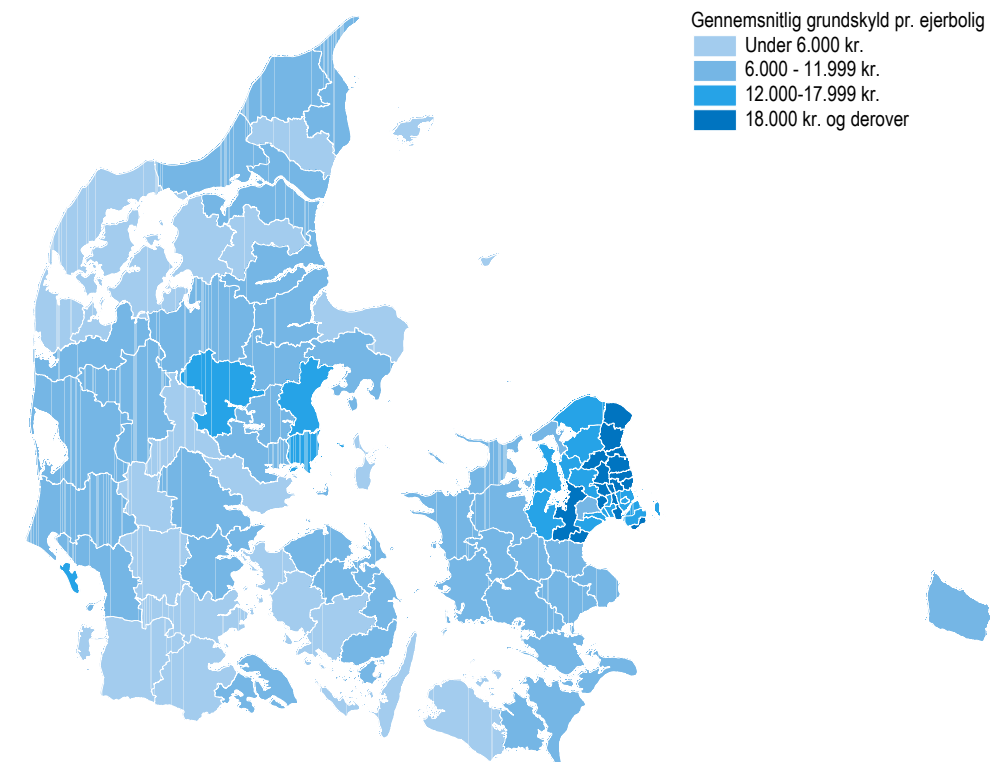 Gennemsnitlig grundskyld pr. ejerbolig
Under 6.000 kr.
6.000 - 11.999 kr.
12.000-17.999 kr.
18.000 kr. og derover